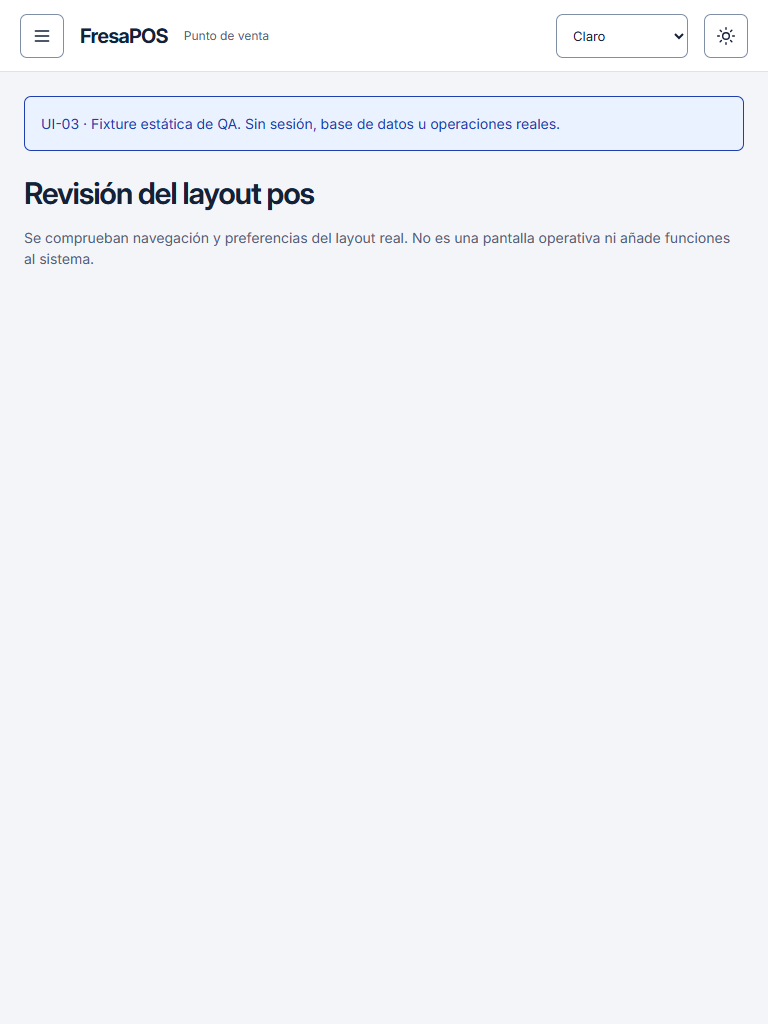 FresaPOS Punto de venta Claro
UI-03 · Fixture estática de QA. Sin sesión, base de datos u operaciones reales.
Revisión del layout pos
Se comprueban navegación y preferencias del layout real. No es una pantalla operativa ni añade funciones
al sistema.